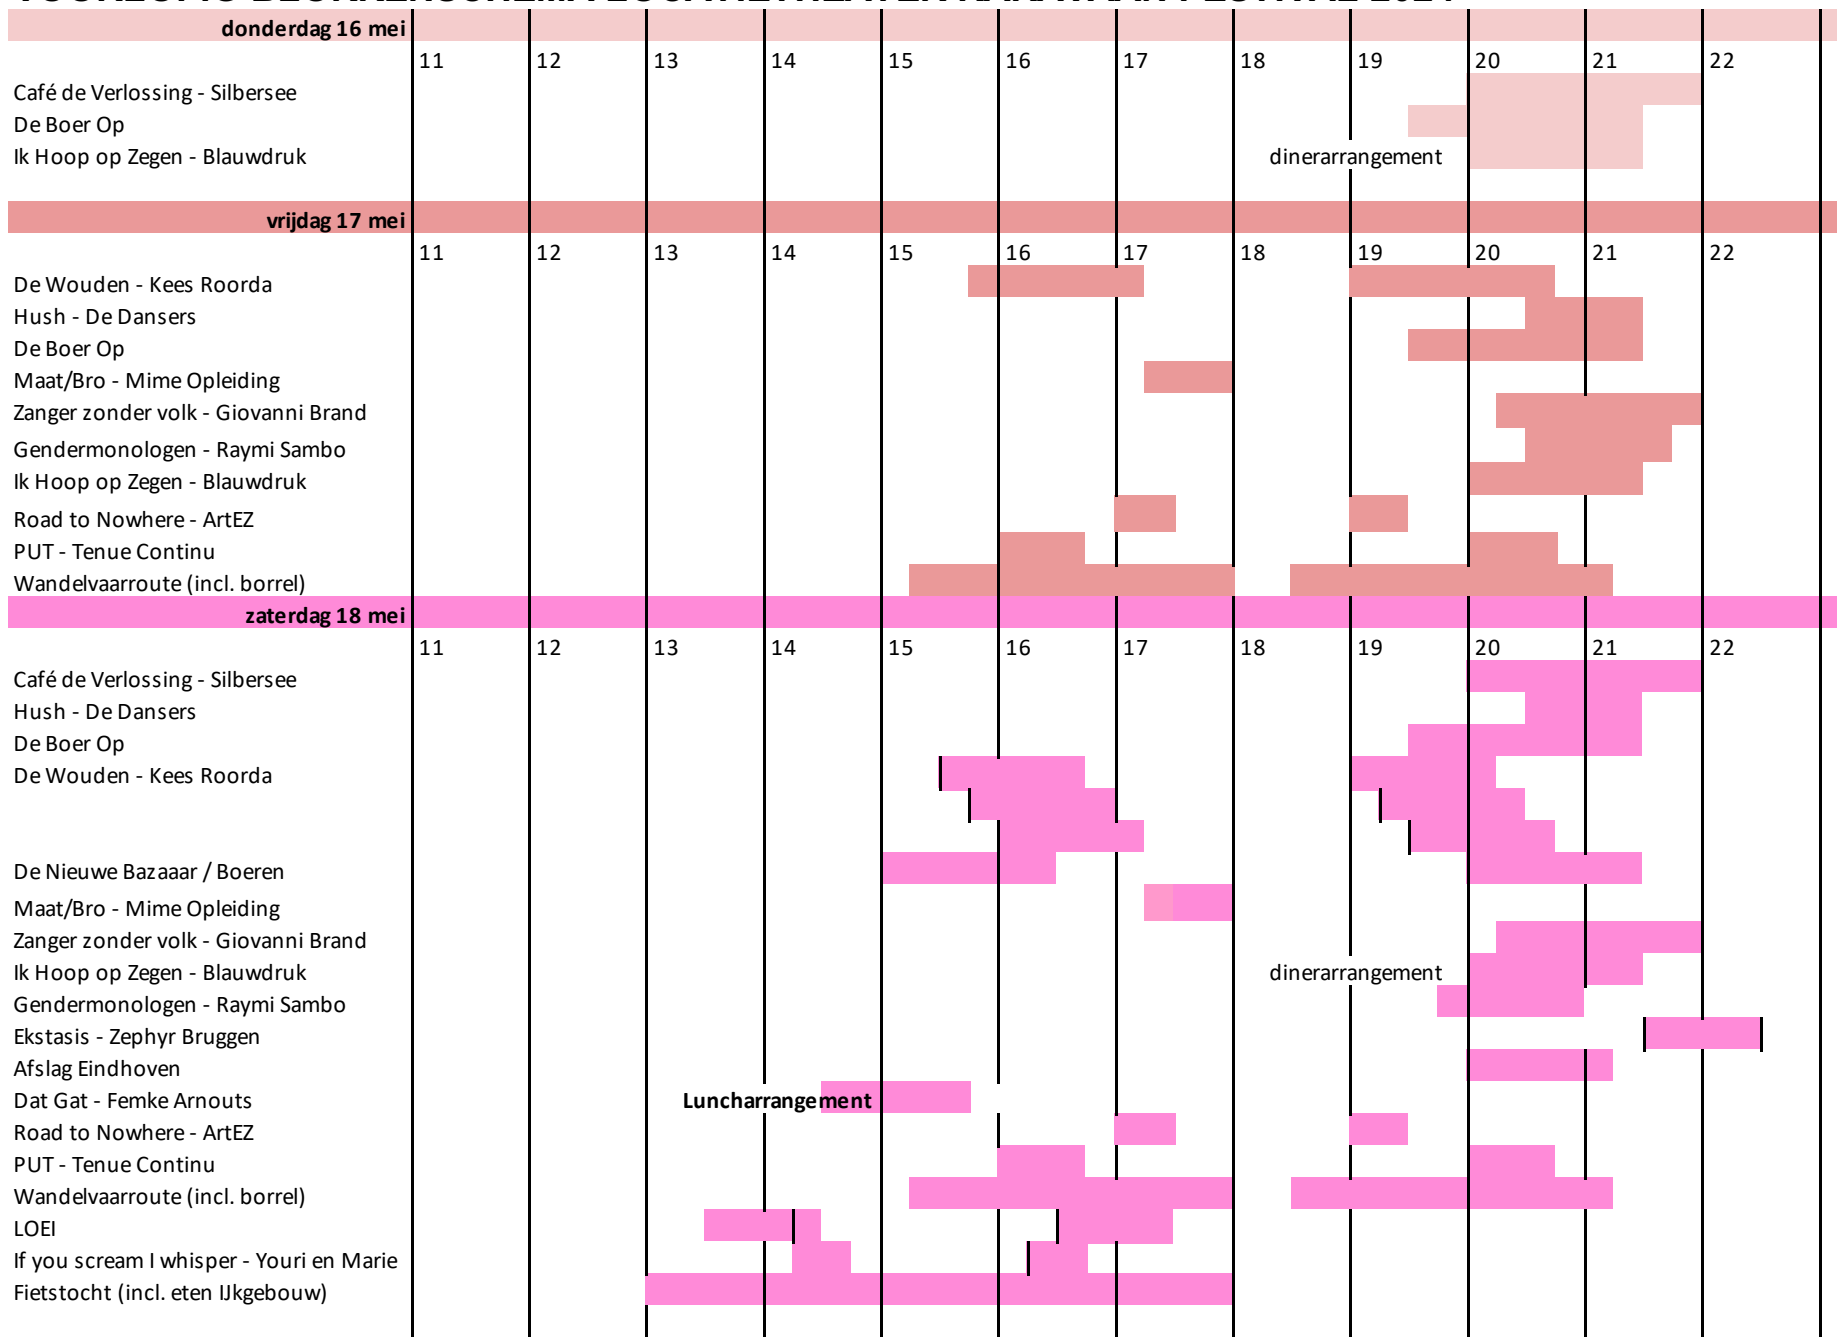 donderdag 16 mei
11 12 13 14 15 16 17 18 19 20 21 22
Café de Verlossing - Silbersee
De Boer Op
Ik Hoop op Zegen - Blauwdruk dinerarrangement
vrijdag 17 mei
11 12 13 14 15 16 17 18 19 20 21 22
De Wouden - Kees Roorda
Hush - De Dansers
De Boer Op
Maat/Bro - Mime Opleiding
Zanger zonder volk - Giovanni Brand
Gendermonologen - Raymi Sambo
Ik Hoop op Zegen - Blauwdruk
Road to Nowhere - ArtEZ
PUT - Tenue Continu
Wandelvaarroute (incl. borrel)
zaterdag 18 mei
11 12 13 14 15 16 17 18 19 20 21 22
Café de Verlossing - Silbersee
Hush - De Dansers
De Boer Op
De Wouden - Kees Roorda
De Nieuwe Bazaaar / Boeren
Maat/Bro - Mime Opleiding
Zanger zonder volk - Giovanni Brand
Ik Hoop op Zegen - Blauwdruk dinerarrangement
Gendermonologen - Raymi Sambo
Ekstasis - Zephyr Bruggen
Afslag Eindhoven
Dat Gat - Femke Arnouts Luncharrangement
Road to Nowhere - ArtEZ
PUT - Tenue Continu
Wandelvaarroute (incl. borrel)
LOEI
If you scream I whisper - Youri en Marie
Fietstocht (incl. eten IJkgebouw)